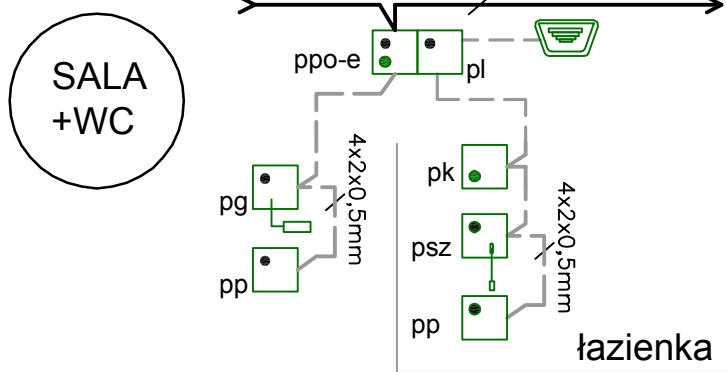 SALA
+WC
ppo-e
pl
pg
4x2x0,5mm
pp
pk
psz
4x2x0,5mm
pp
łazienka